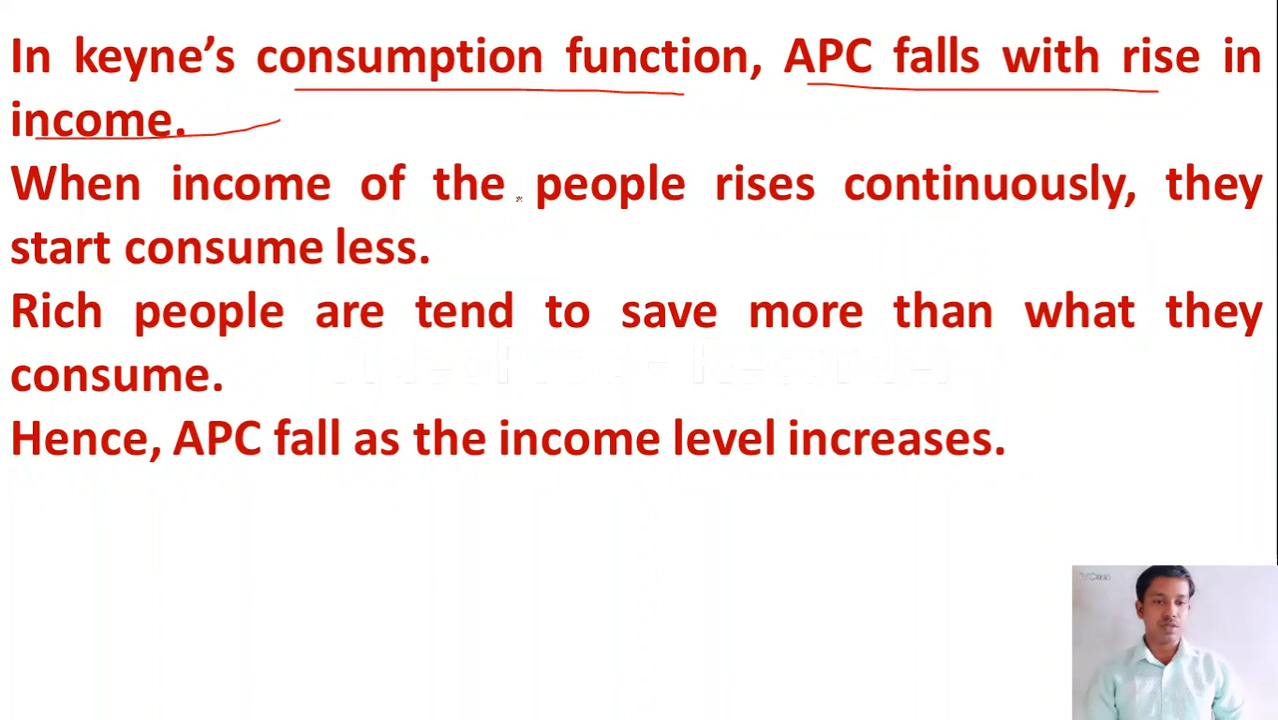 In keyne’s consumption function, APC falls with rise in
income.
When income of the people rises continuously, they
start consume less.
Rich people are tend to save more than what they
consume.
Hence, APC fall as the income level increases.